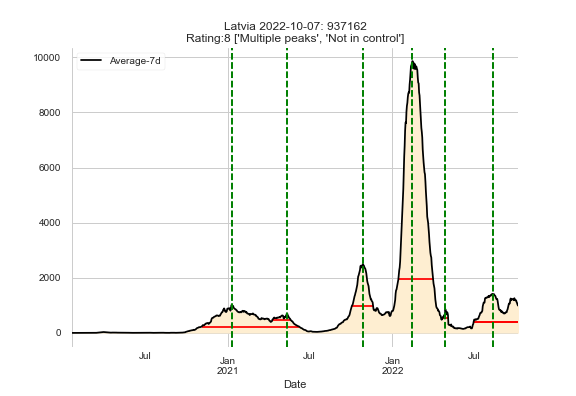 Latvia 2022-10-07: 937162
Rating:8 ['Multiple peaks', 'Not in control']
Average-7d
10000
8000
6000
4000
2000
0
Jul
Jan
2021
Jul
Jan
2022
Jul
Date